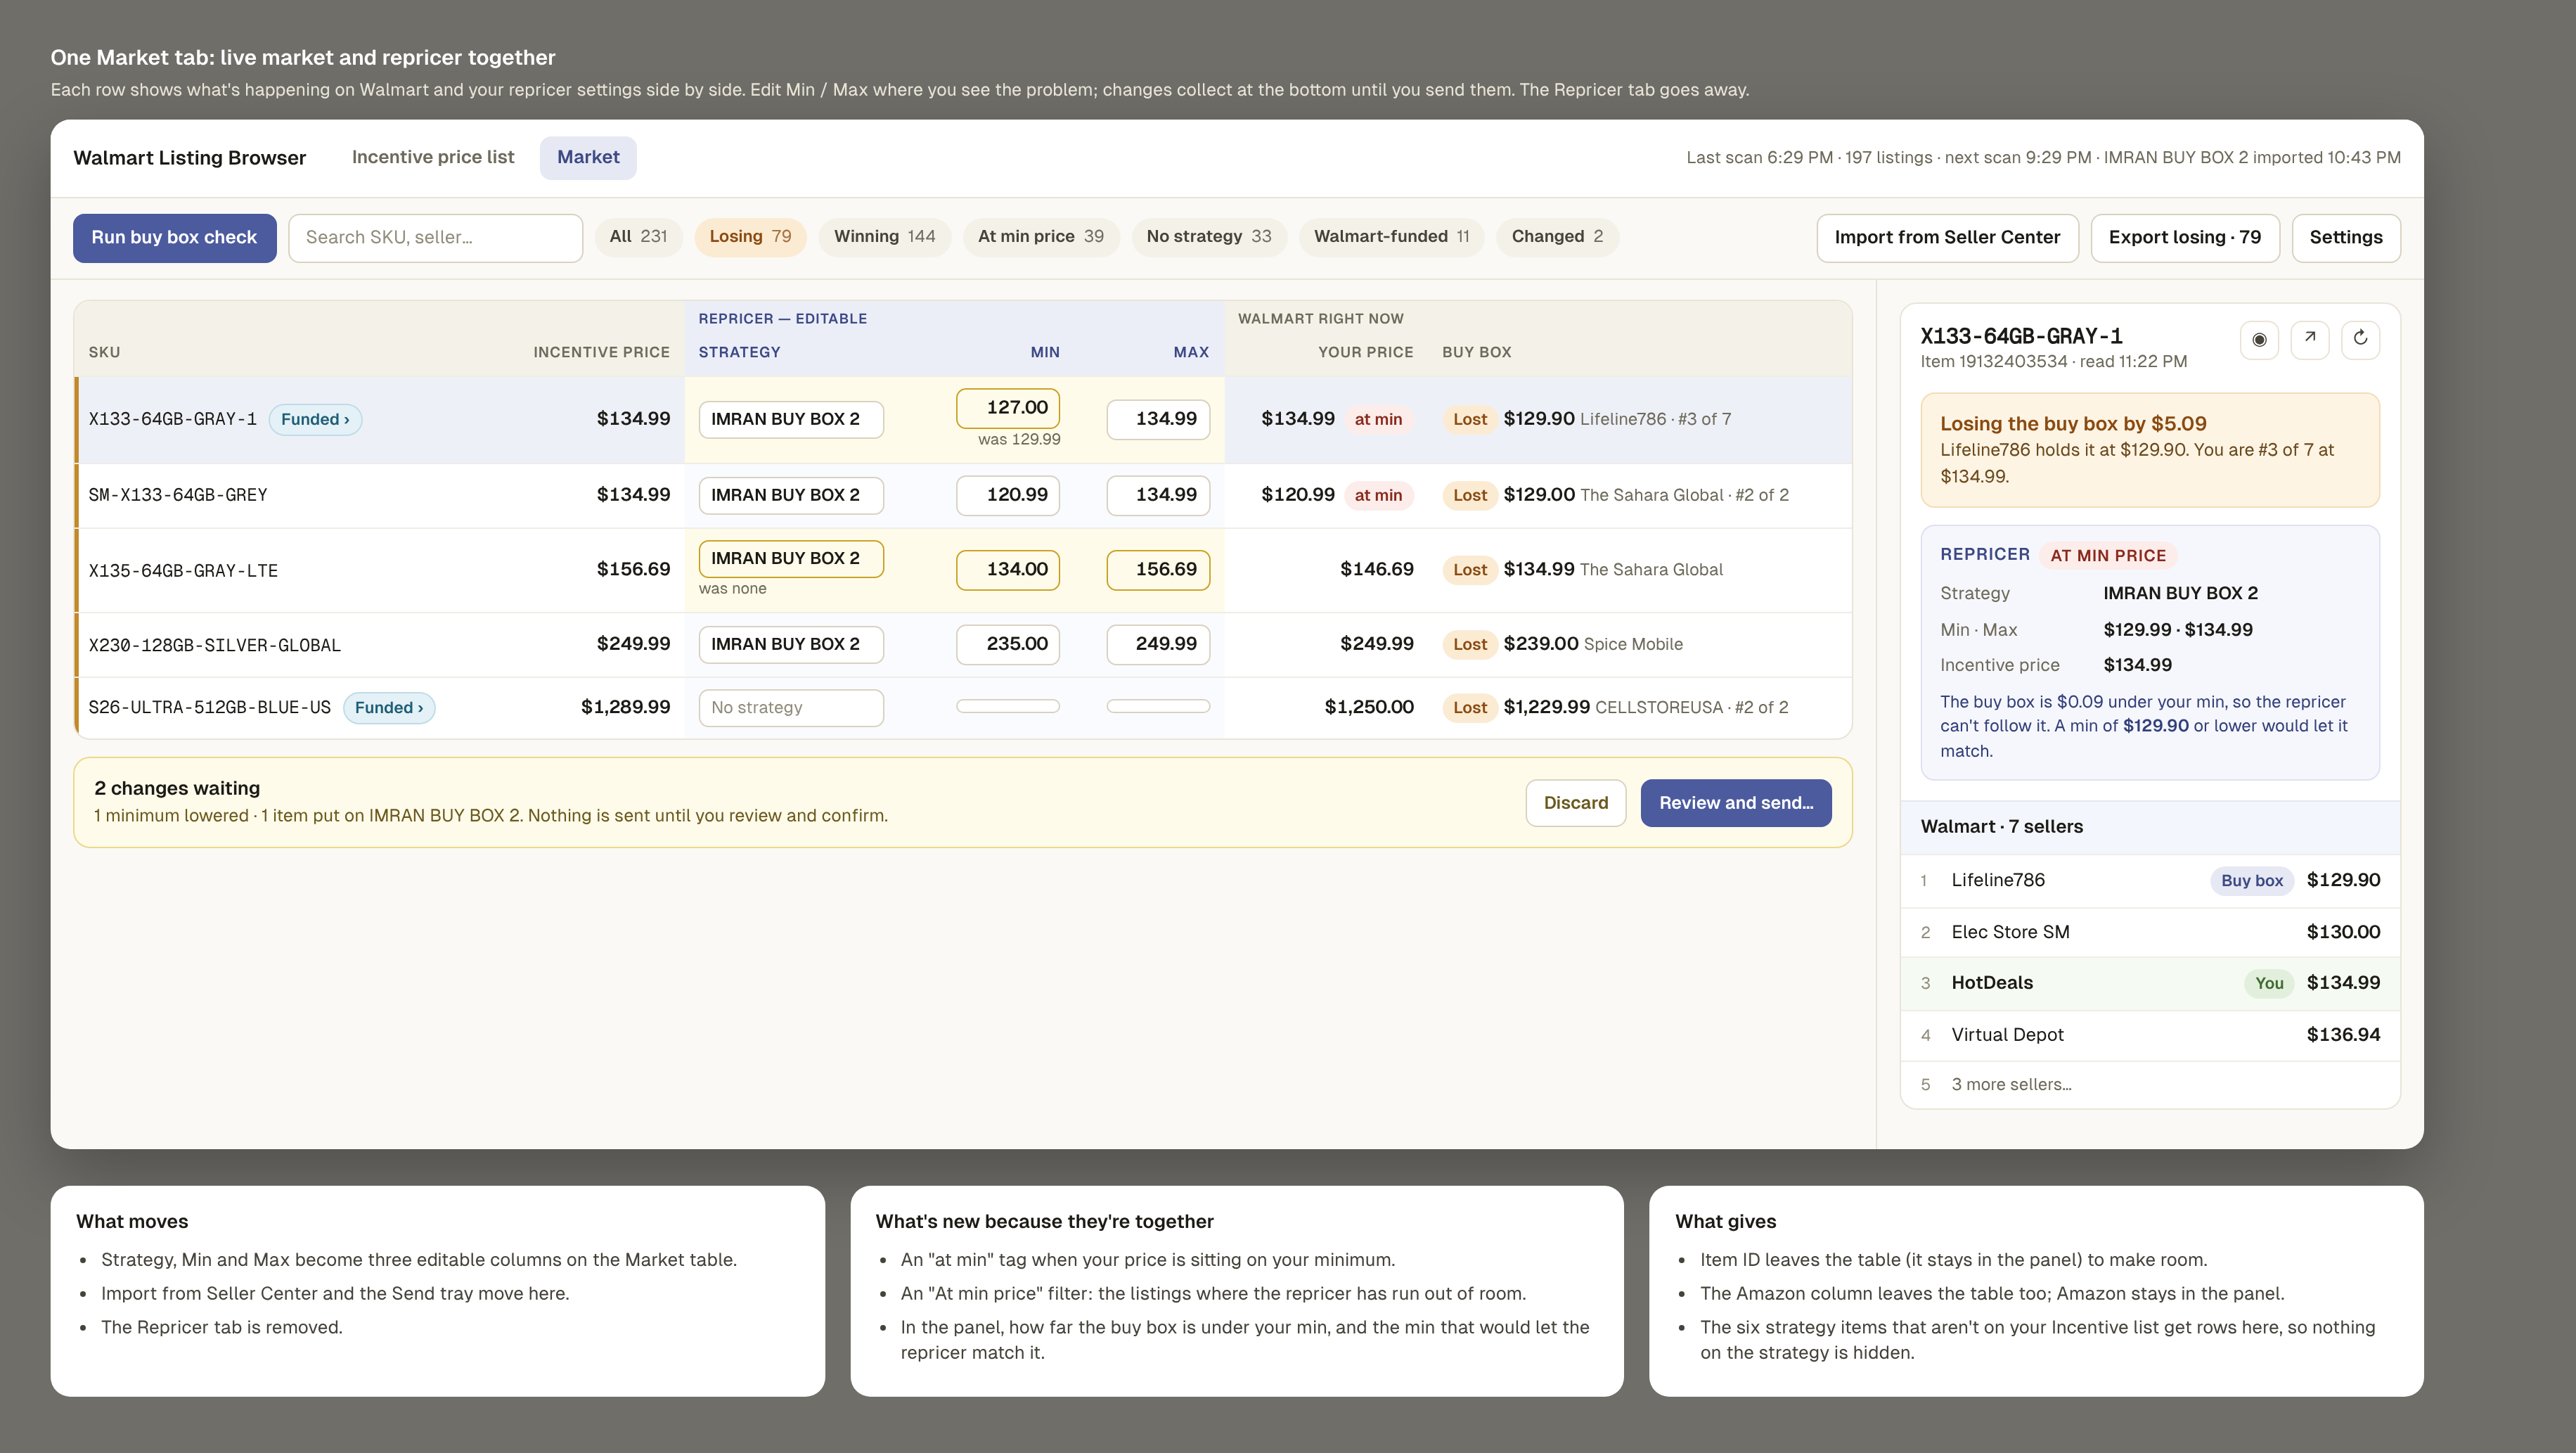 One Market tab: live market and repricer together
Each row shows what's happening on Walmart and your repricer settings side by side. Edit Min / Max where you see the problem; changes collect at the bottom until you send them. The Repricer tab goes away.
Walmart Listing Browser Incentive price list Market Last scan 6:29 PM · 197 listings · next scan 9:29 PM · IMRAN BUY BOX 2 imported 10:43 PM
Run buy box check Search SKU, seller... All 231 Losing 79 Winning 144 At min price 39 No strategy 33 Walmart-funded 11 Changed 2 Import from Seller Center Export losing · 79 Settings
REPRICER — EDITABLE WALMART RIGHT NOW
SKU INCENTIVE PRICE STRATEGY MIN MAX YOUR PRICE BUY BOX
X133-64GB-GRAY-1 Funded › $134.99 IMRAN BUY BOX 2 127.00 134.99 $134.99 at min Lost $129.90 Lifeline786 · #3 of 7
was 129.99
SM-X133-64GB-GREY $134.99 IMRAN BUY BOX 2 120.99 134.99 $120.99 at min Lost $129.00 The Sahara Global · #2 of 2
X135-64GB-GRAY-LTE $156.69 IMRAN BUY BOX 2 134.00 156.69 $146.69 Lost $134.99 The Sahara Global
was none
X230-128GB-SILVER-GLOBAL $249.99 IMRAN BUY BOX 2 235.00 249.99 $249.99 Lost $239.00 Spice Mobile
S26-ULTRA-512GB-BLUE-US Funded › $1,289.99 No strategy $1,250.00 Lost $1,229.99 CELLSTOREUSA · #2 of 2
2 changes waiting
1 minimum lowered · 1 item put on IMRAN BUY BOX 2. Nothing is sent until you review and confirm.
Discard Review and send...
X133-64GB-GRAY-1
Item 19132403534 · read 11:22 PM
Losing the buy box by $5.09
Lifeline786 holds it at $129.90. You are #3 of 7 at
$134.99.
REPRICER AT MIN PRICE
Strategy IMRAN BUY BOX 2
Min · Max $129.99 · $134.99
Incentive price $134.99
The buy box is $0.09 under your min, so the repricer
can't follow it. A min of $129.90 or lower would let it
match.
Walmart · 7 sellers
1 Lifeline786 Buy box $129.90
2 Elec Store SM $130.00
3 HotDeals You $134.99
4 Virtual Depot $136.94
5 3 more sellers...
What moves
• Strategy, Min and Max become three editable columns on the Market table.
• Import from Seller Center and the Send tray move here.
• The Repricer tab is removed.
What's new because they're together
• An "at min" tag when your price is sitting on your minimum.
• An "At min price" filter: the listings where the repricer has run out of room.
• In the panel, how far the buy box is under your min, and the min that would let the
repricer match it.
What gives
• Item ID leaves the table (it stays in the panel) to make room.
• The Amazon column leaves the table too; Amazon stays in the panel.
• The six strategy items that aren't on your Incentive list get rows here, so nothing
on the strategy is hidden.